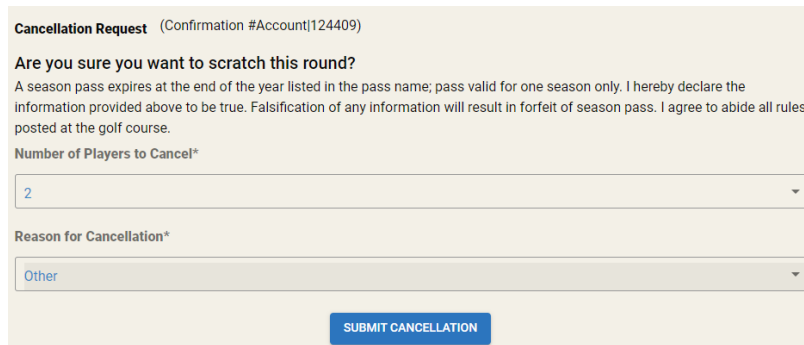 Cancellation Request (Confirmation #Account|124409)
Are you sure you want to scratch this round?
A season pass expires at the end of the year listed in the pass name; pass valid for one season only. I hereby declare the
information provided above to be true. Falsification of any information will result in forfeit of season pass. I agree to abide all rules
posted at the golf course.
Number of Players to Cancel*
2
Reason for Cancellation*
Other
SUBMIT CANCELLATION